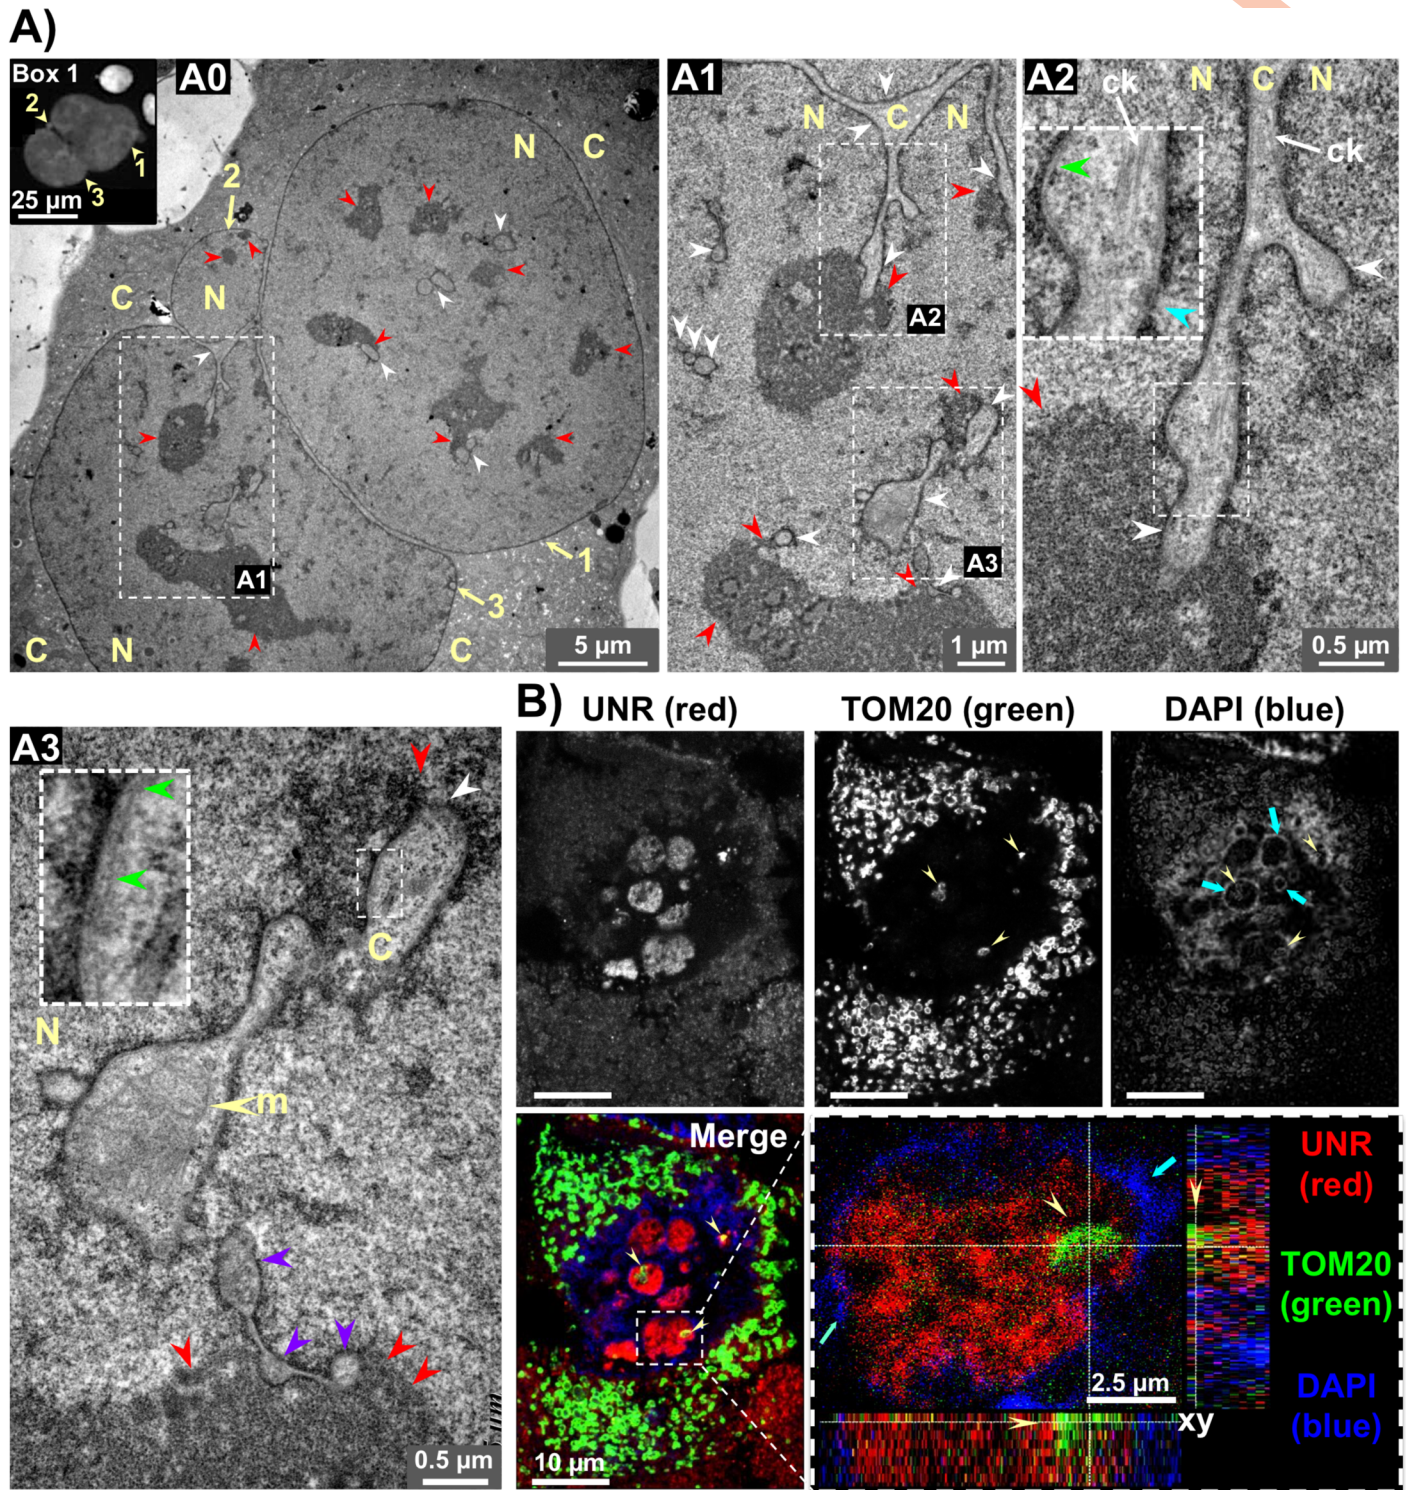 A)
Box 1
2
1
3
25 µm
A0
N
C
2
C
N
A1
1
3
C
N
C
5 µm
A1
N
C
N
A2
A3
1 µm
A2
ck
N
C
N
ck
0.5 µm
A3
C
N
m
0.5 µm
B)
UNR (red)
TOM20 (green)
DAPI (blue)
Merge
10 µm
UNR
(red)
TOM20
(green)
DAPI
(blue)
2.5 µm
xy